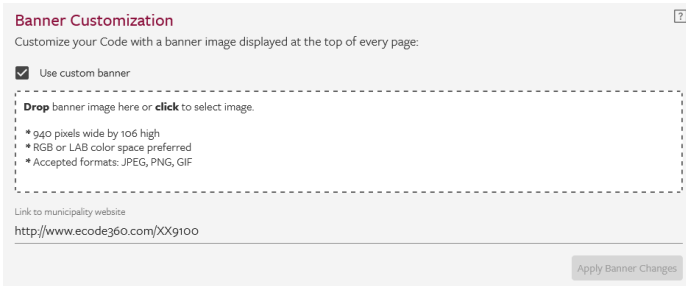 Banner Customization
?
Customize your Code with a banner image displayed at the top of every page:
Use custom banner
Drop banner image here or click to select image.
* 940 pixels wide by 106 high
* RGB or LAB color space preferred
* Accepted formats: JPEG, PNG, GIF
Link to municipality website
http://www.ecode360.com/XX9100
Apply Banner Changes